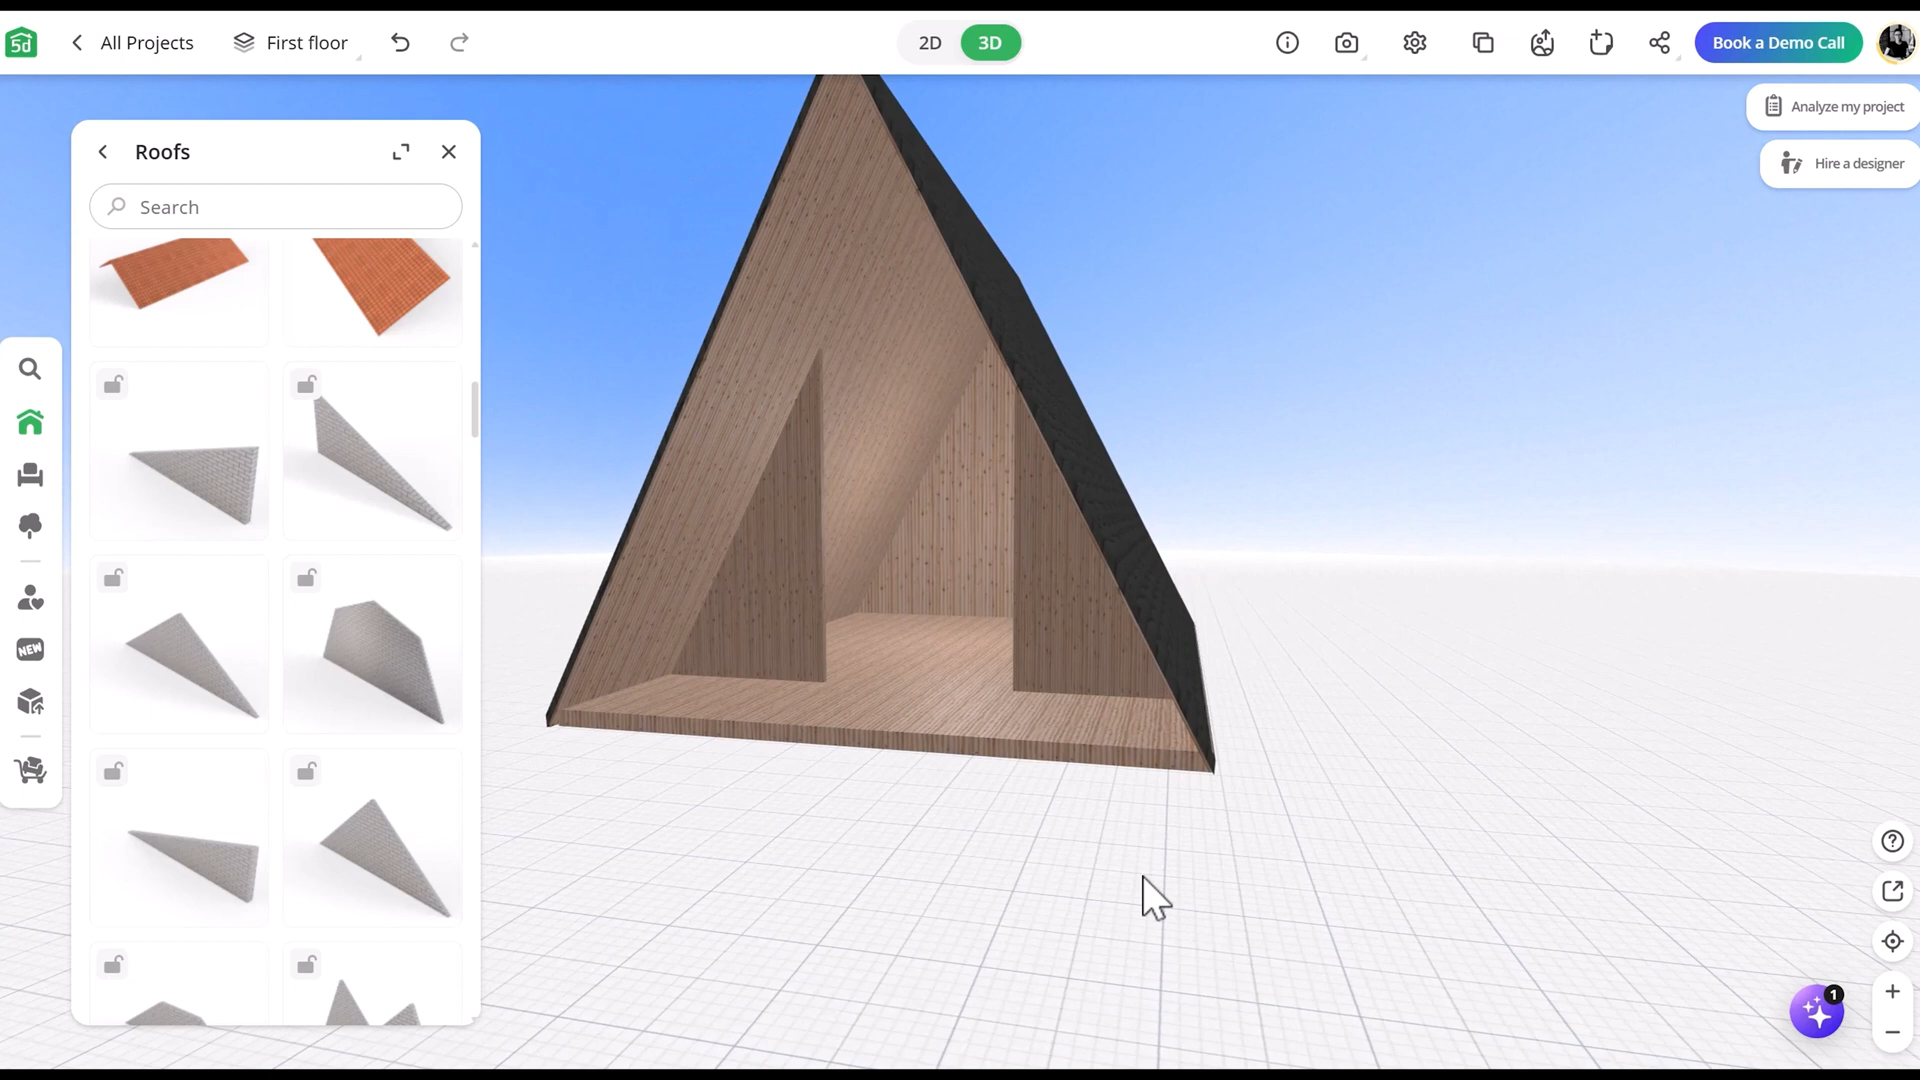 5d
All Projects
First floor
2D
3D
Book a Demo Call
Analyze my project
Hire a designer
Roofs
Search
NEW
1